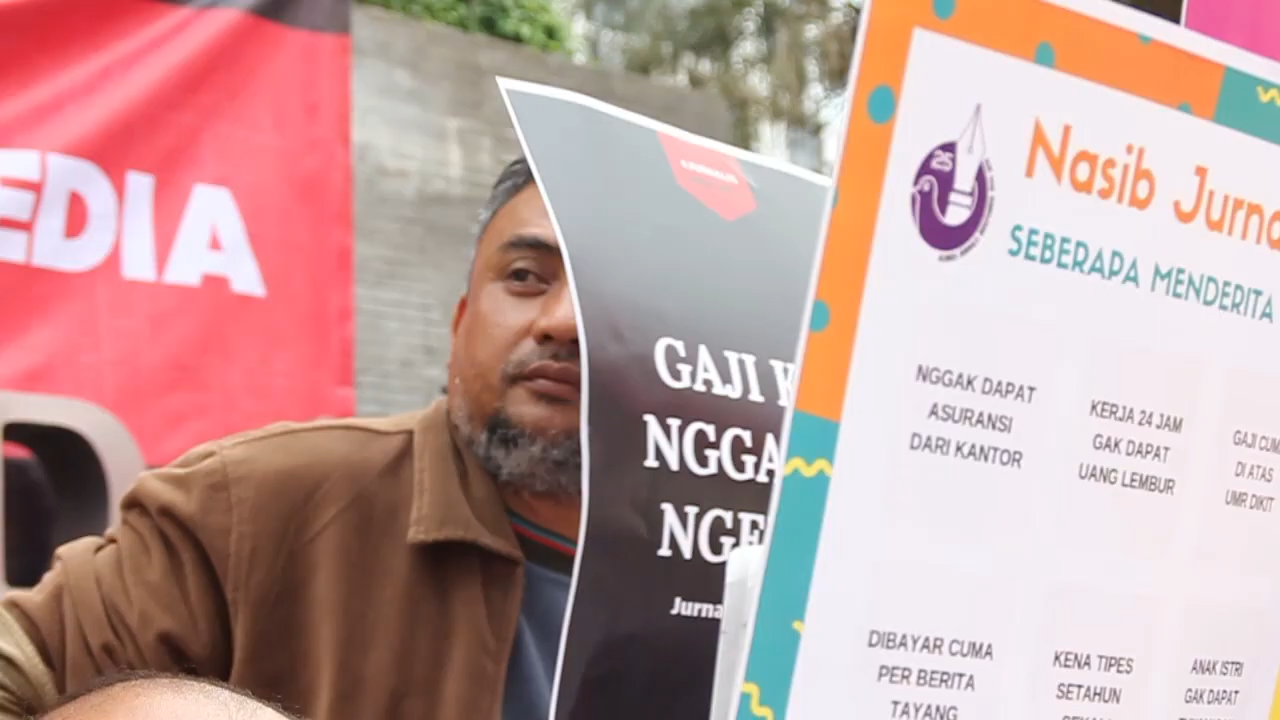 EDIA
GAJI
NGGA
NGE
Jurna
25
Nasib Jurna
SEBERAPA MENDERITA
NGGAK DAPAT
ASURANSI
DARI KANTOR
KERJA 24 JAM
GAK DAPAT
UANG LEMBUR
GAJI CUM
DI ATAS
UMR DIKIT
DIBAYAR CUMA
PER BERITA
TAYANG
KENA TIPES
SETAHUN
ANAK ISTRI
GAK DAPAT